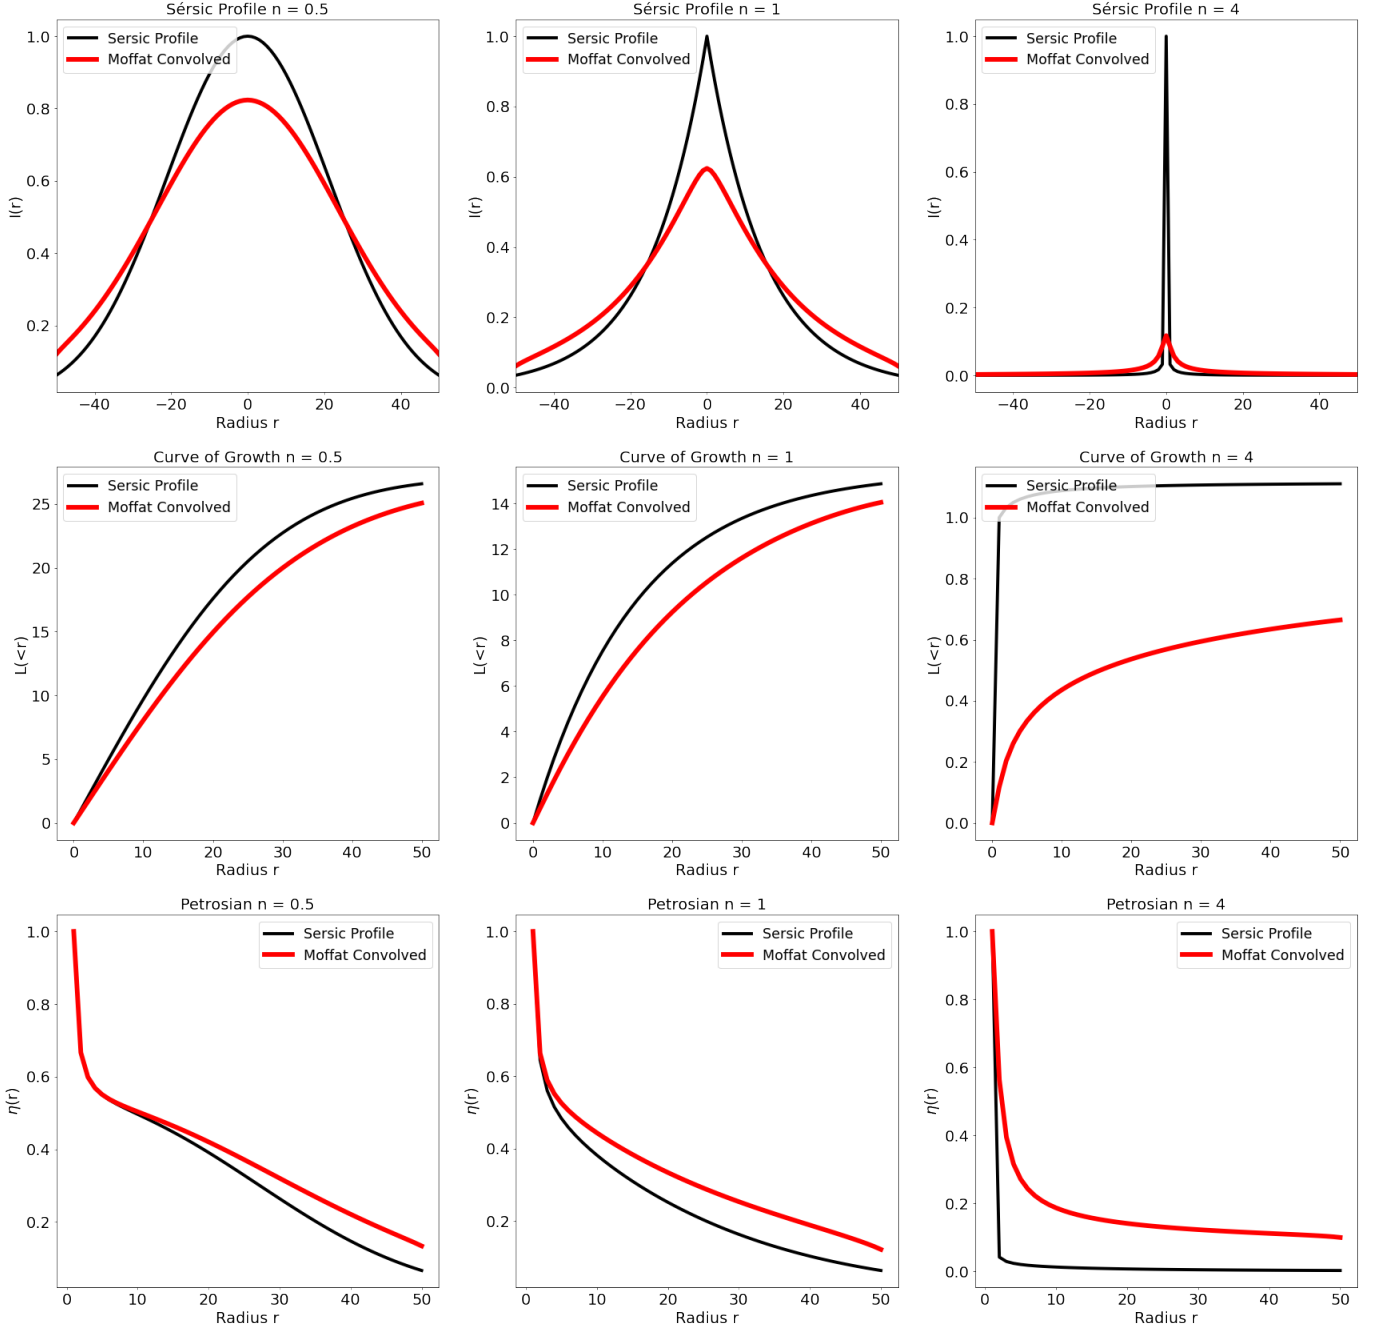 Sérsic Profile n = 0.5
Sersic Profile
Moffat Convolved
1.0
0.8
0.6
0.4
0.2
I(r)
−40 −20 0 20 40
Radius r
Sérsic Profile n = 1
Sersic Profile
Moffat Convolved
1.0
0.8
0.6
0.4
0.2
0.0
I(r)
−40 −20 0 20 40
Radius r
Sérsic Profile n = 4
Sersic Profile
Moffat Convolved
1.0
0.8
0.6
0.4
0.2
0.0
I(r)
−40 −20 0 20 40
Radius r
Curve of Growth n = 0.5
Sersic Profile
Moffat Convolved
25
20
15
10
5
0
L(<r)
0 10 20 30 40 50
Radius r
Curve of Growth n = 1
Sersic Profile
Moffat Convolved
14
12
10
8
6
4
2
0
L(<r)
0 10 20 30 40 50
Radius r
Curve of Growth n = 4
Sersic Profile
Moffat Convolved
1.0
0.8
0.6
0.4
0.2
0.0
L(<r)
0 10 20 30 40 50
Radius r
Petrosian n = 0.5
Sersic Profile
Moffat Convolved
1.0
0.8
0.6
0.4
0.2
η(r)
0 10 20 30 40 50
Radius r
Petrosian n = 1
Sersic Profile
Moffat Convolved
1.0
0.8
0.6
0.4
0.2
η(r)
0 10 20 30 40 50
Radius r
Petrosian n = 4
Sersic Profile
Moffat Convolved
1.0
0.8
0.6
0.4
0.2
0.0
η(r)
0 10 20 30 40 50
Radius r